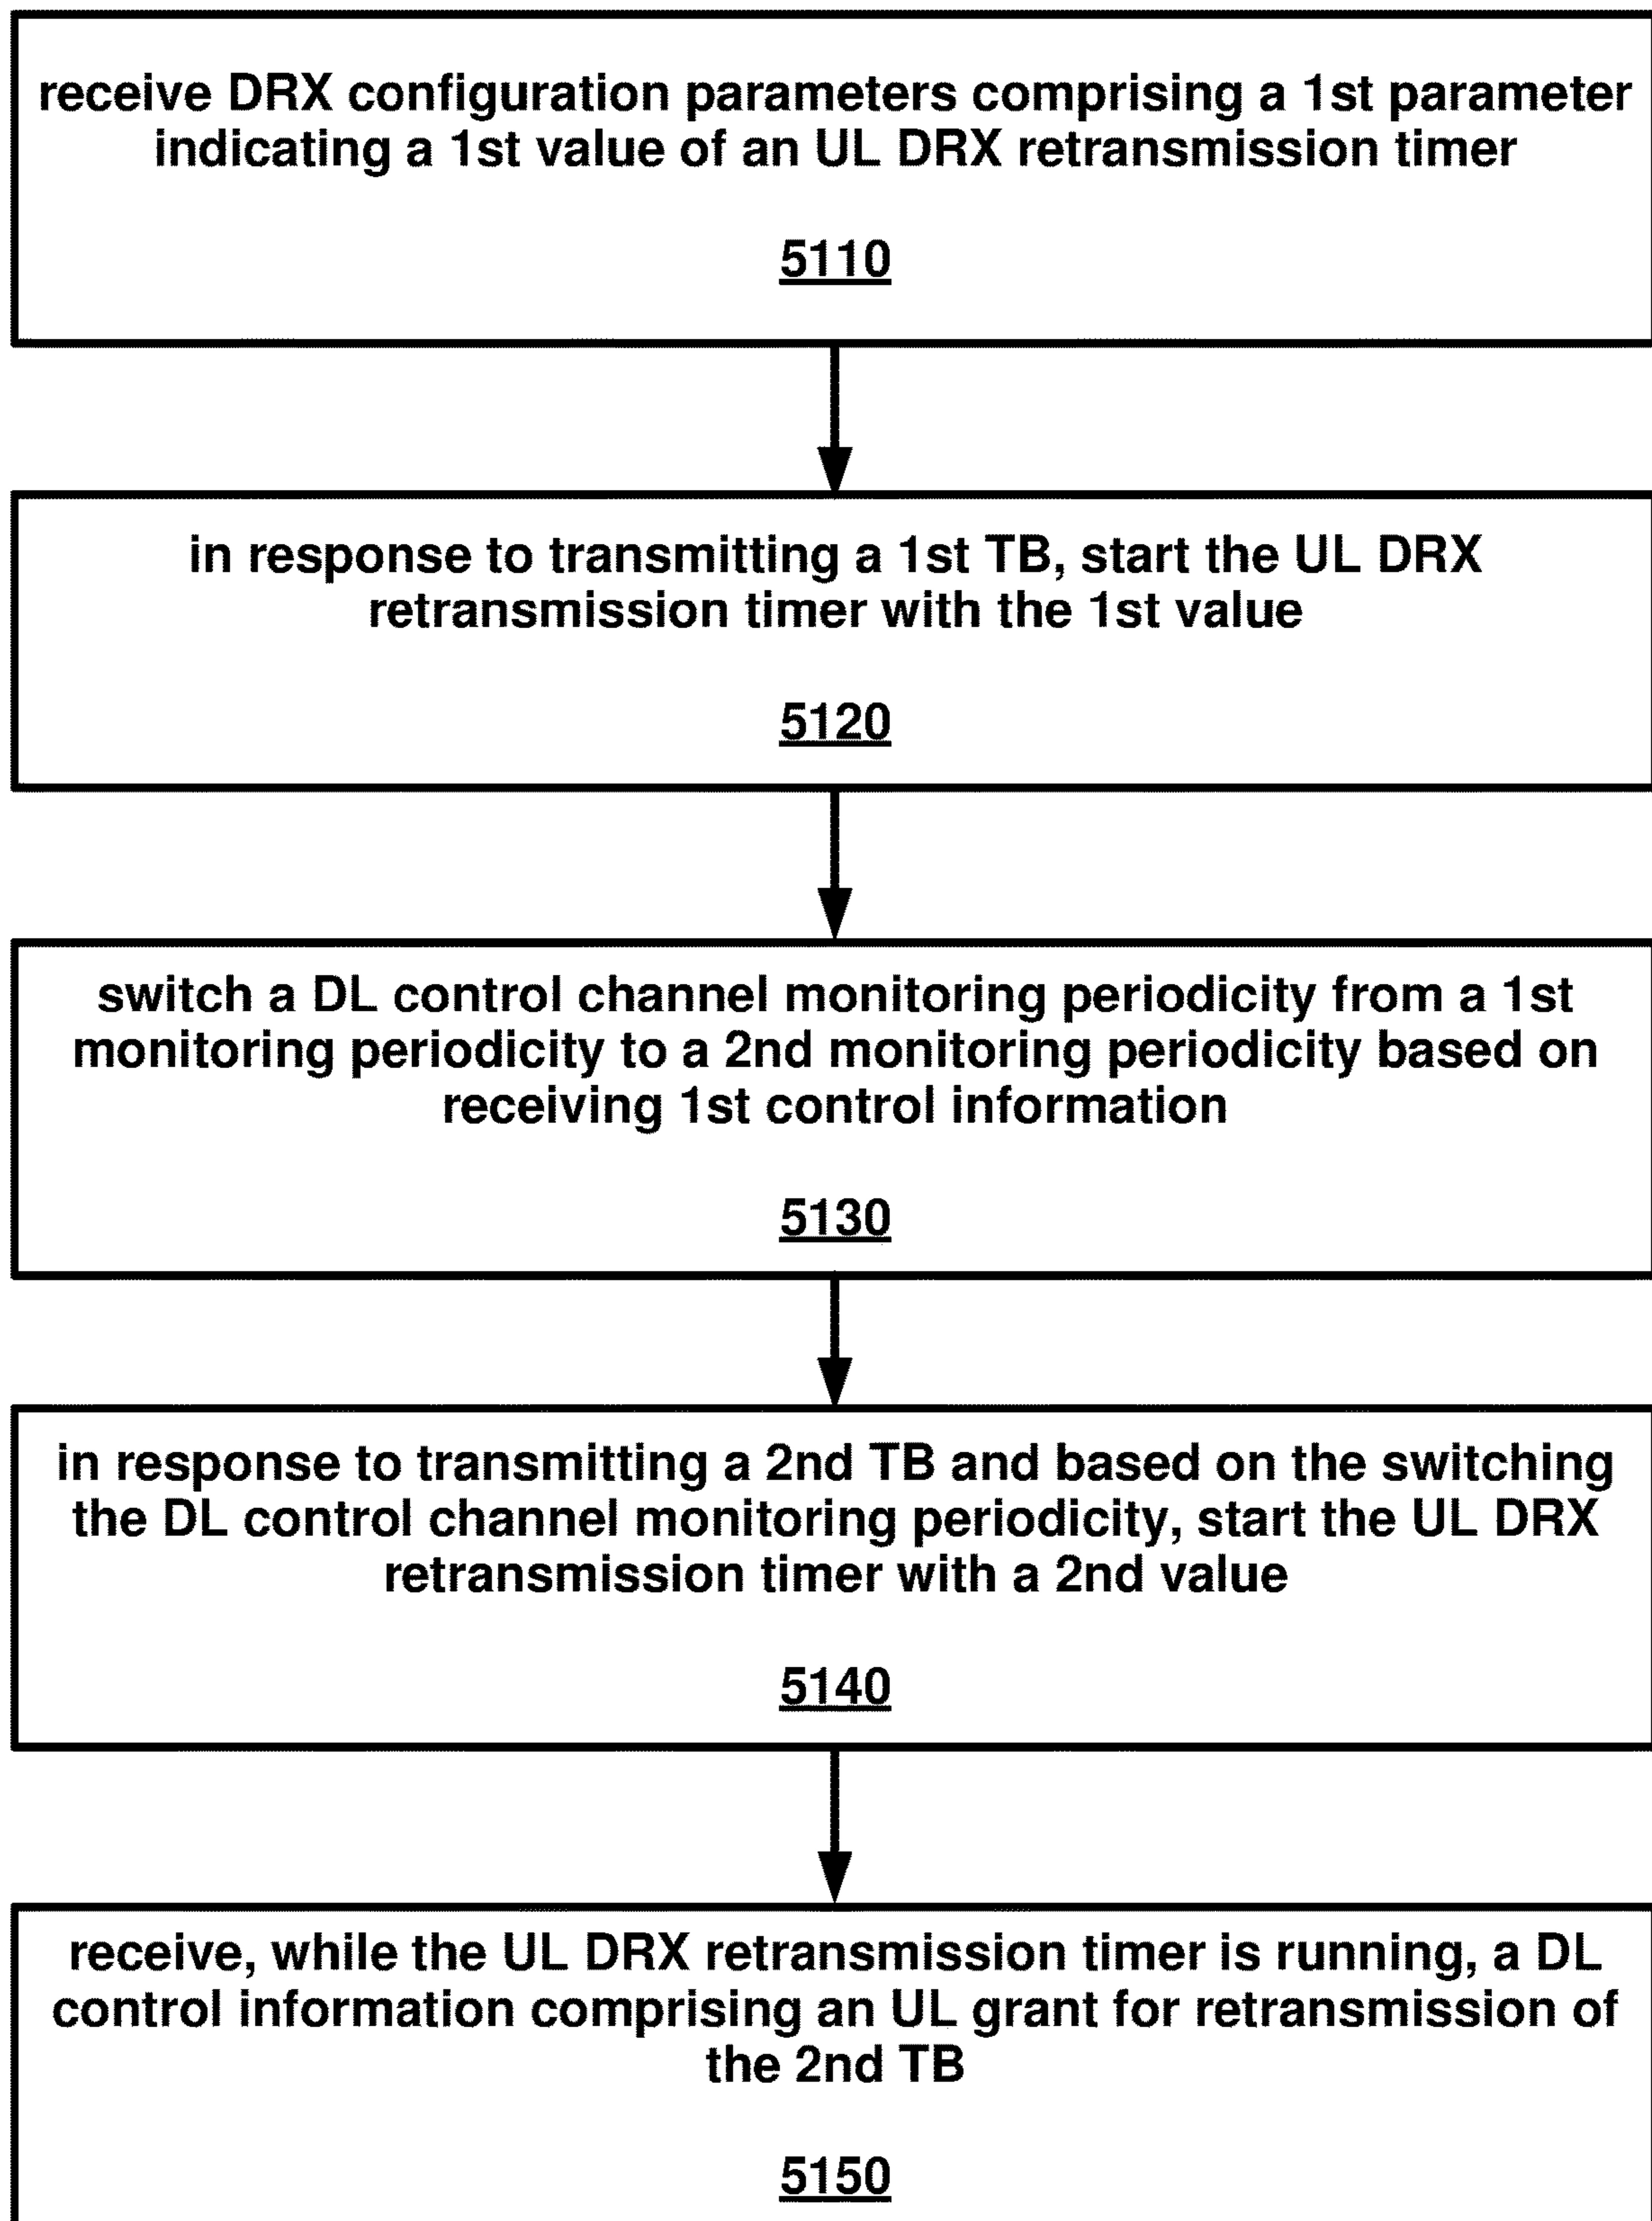 receive DRX configuration parameters comprising a 1st parameter
indicating a 1st value of an UL DRX retransmission timer
5110
in response to transmitting a 1st TB, start the UL DRX
retransmission timer with the 1st value
5120
switch a DL control channel monitoring periodicity from a 1st
monitoring periodicity to a 2nd monitoring periodicity based on
receiving 1st control information
5130
in response to transmitting a 2nd TB and based on the switching
the DL control channel monitoring periodicity, start the UL DRX
retransmission timer with a 2nd value
5140
receive, while the UL DRX retransmission timer is running, a DL
control information comprising an UL grant for retransmission of
the 2nd TB
5150